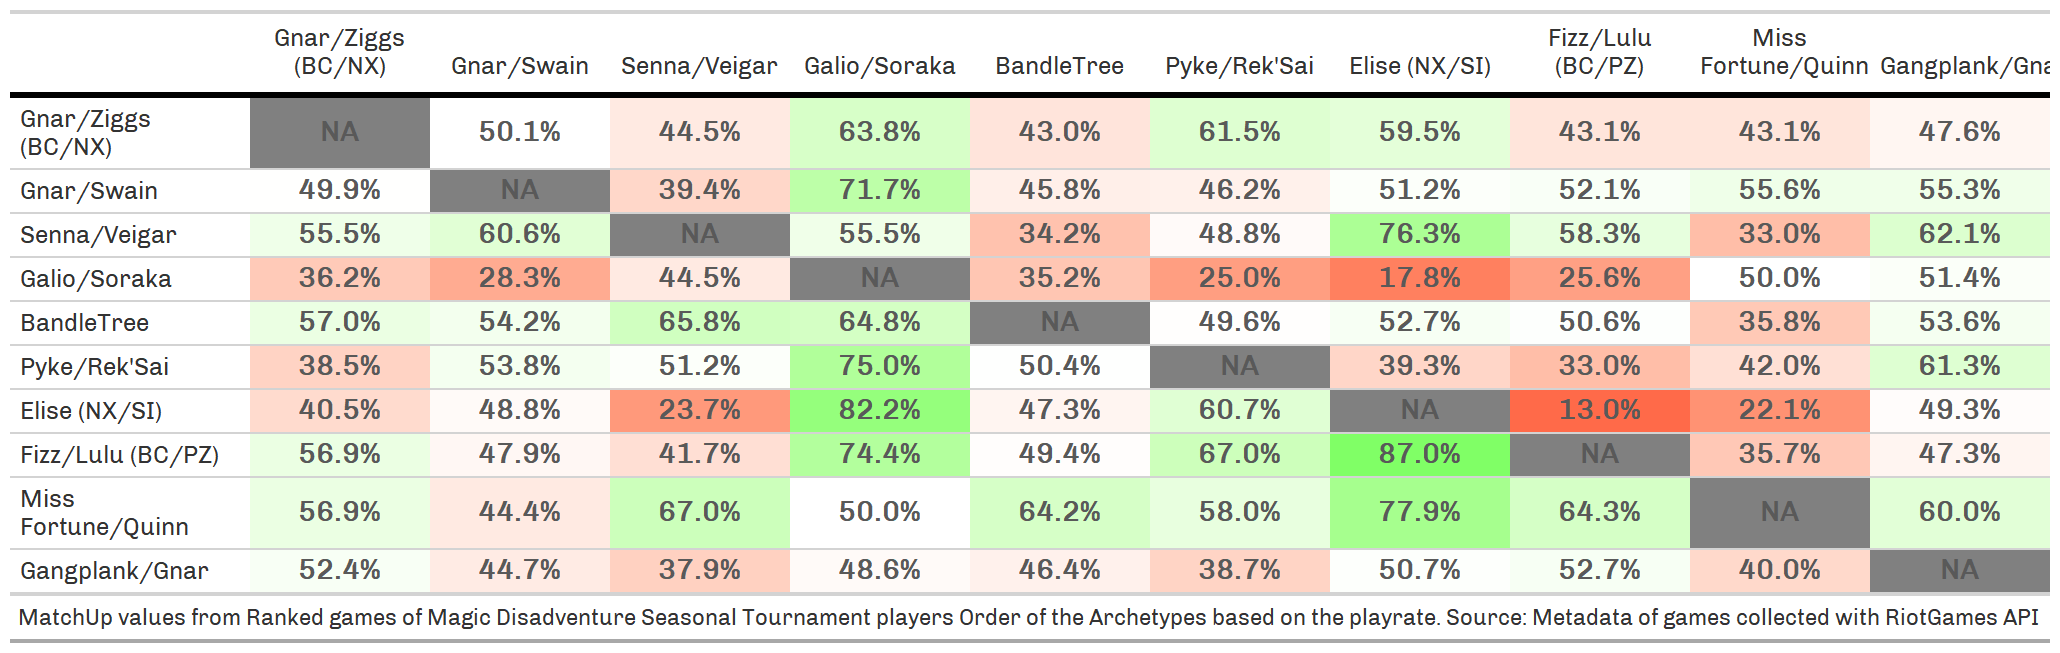 Gnar/Ziggs (BC/NX) Gnar/Swain Senna/Veigar Galio/Soraka BandleTree Pyke/Rek'Sai Elise (NX/SI) Fizz/Lulu (BC/PZ) Miss Fortune/Quinn Gangplank/Gna
Gnar/Ziggs (BC/NX) NA 50.1% 44.5% 63.8% 43.0% 61.5% 59.5% 43.1% 43.1% 47.6%
Gnar/Swain 49.9% NA 39.4% 71.7% 45.8% 46.2% 51.2% 52.1% 55.6% 55.3%
Senna/Veigar 55.5% 60.6% NA 55.5% 34.2% 48.8% 76.3% 58.3% 33.0% 62.1%
Galio/Soraka 36.2% 28.3% 44.5% NA 35.2% 25.0% 17.8% 25.6% 50.0% 51.4%
BandleTree 57.0% 54.2% 65.8% 64.8% NA 49.6% 52.7% 50.6% 35.8% 53.6%
Pyke/Rek'Sai 38.5% 53.8% 51.2% 75.0% 50.4% NA 39.3% 33.0% 42.0% 61.3%
Elise (NX/SI) 40.5% 48.8% 23.7% 82.2% 47.3% 60.7% NA 13.0% 22.1% 49.3%
Fizz/Lulu (BC/PZ) 56.9% 47.9% 41.7% 74.4% 49.4% 67.0% 87.0% NA 35.7% 47.3%
Miss Fortune/Quinn 56.9% 44.4% 67.0% 50.0% 64.2% 58.0% 77.9% 64.3% NA 60.0%
Gangplank/Gnar 52.4% 44.7% 37.9% 48.6% 46.4% 38.7% 50.7% 52.7% 40.0% NA
MatchUp values from Ranked games of Magic Disadventure Seasonal Tournament players Order of the Archetypes based on the playrate. Source: Metadata of games collected with RiotGames API